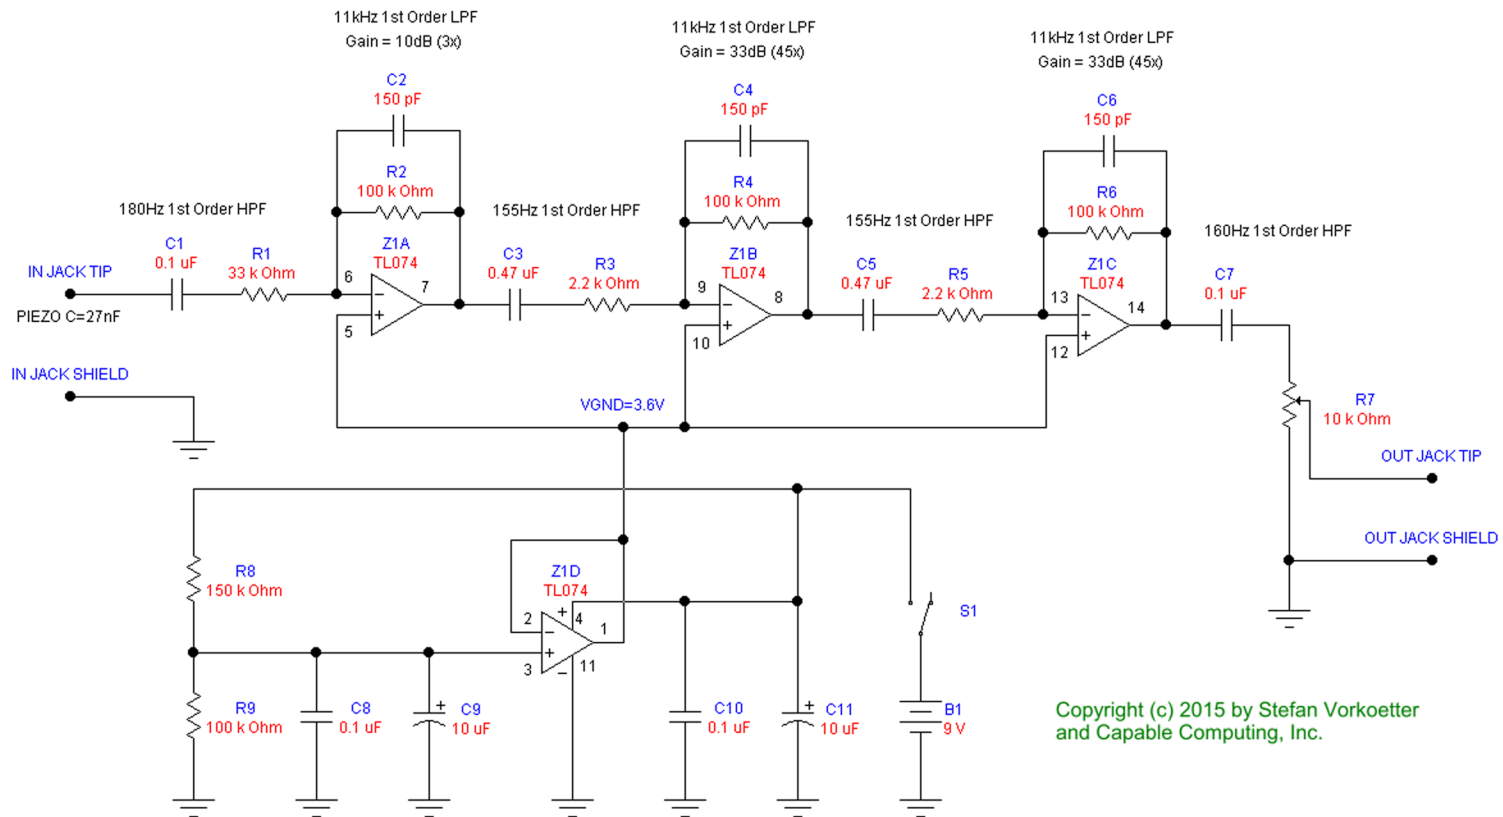 11kHz 1st Order LPF
Gain = 10dB (3x)
11kHz 1st Order LPF
Gain = 33dB (45x)
11kHz 1st Order LPF
Gain = 33dB (45x)
C2
150 pF
C4
150 pF
C6
150 pF
R2
100 k Ohm
R4
100 k Ohm
R6
100 k Ohm
180Hz 1st Order HPF
155Hz 1st Order HPF
155Hz 1st Order HPF
160Hz 1st Order HPF
IN JACK TIP
PIEZO C=27nF
C1
0.1 uF
R1
33 k Ohm
6
5
Z1A
TL074
7
C3
0.47 uF
R3
2.2 k Ohm
9
10
Z1B
TL074
8
C5
0.47 uF
R5
2.2 k Ohm
13
12
Z1C
TL074
14
C7
0.1 uF
IN JACK SHIELD
VGND=3.6V
R7
10 k Ohm
OUT JACK TIP
OUT JACK SHIELD
R8
150 k Ohm
Z1D
TL074
2
3
4
1
11
S1
R9
100 k Ohm
C8
0.1 uF
C9
10 uF
C10
0.1 uF
C11
10 uF
B1
9 V
Copyright (c) 2015 by Stefan Vorkoetter
and Capable Computing, Inc.